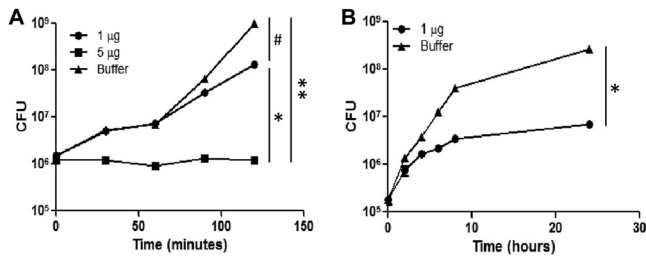 A
1 µg
5 µg
Buffer
#
*
**
CFU
10⁹
10⁸
10⁷
10⁶
10⁵
0
50
100
150
Time (minutes)
B
1 µg
Buffer
*
CFU
10⁹
10⁸
10⁷
10⁶
10⁵
0
10
20
30
Time (hours)